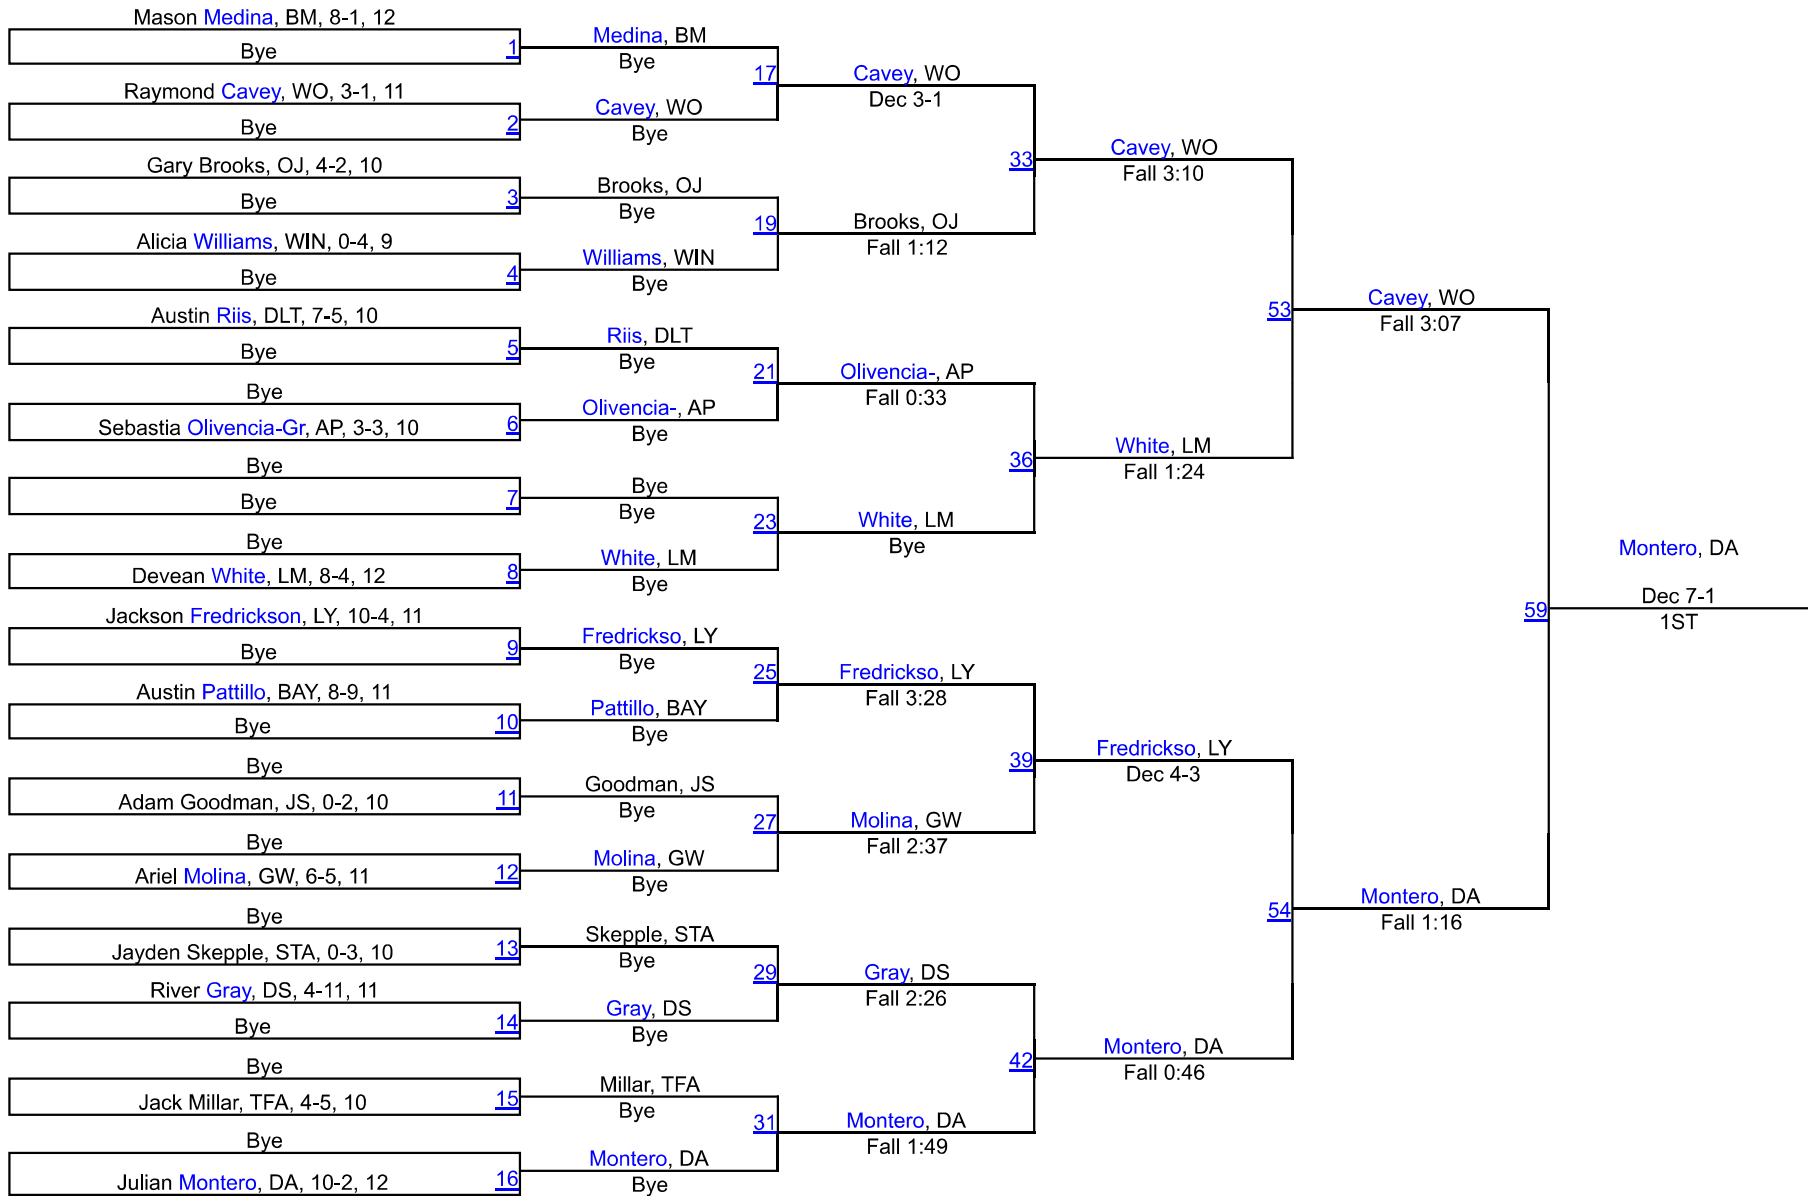 Mason Medina, BM, 8-1, 12
Bye
1
Raymond Cavey, WO, 3-1, 11
Bye
2
Gary Brooks, OJ, 4-2, 10
Bye
3
Alicia Williams, WIN, 0-4, 9
Bye
4
Austin Riis, DLT, 7-5, 10
Bye
5
Bye
Sebastia Olivencia-Gr, AP, 3-3, 10
6
Bye
Bye
7
Bye
Devean White, LM, 8-4, 12
8
Jackson Fredrickson, LY, 10-4, 11
Bye
9
Austin Pattillo, BAY, 8-9, 11
Bye
10
Bye
Adam Goodman, JS, 0-2, 10
11
Bye
Ariel Molina, GW, 6-5, 11
12
Bye
Jayden Skepple, STA, 0-3, 10
13
River Gray, DS, 4-11, 11
Bye
14
Bye
Jack Millar, TFA, 4-5, 10
15
Bye
Julian Montero, DA, 10-2, 12
16
Medina, BM
Bye
17
Cavey, WO
Bye
Brooks, OJ
Bye
19
Williams, WIN
Bye
Riis, DLT
Bye
21
Olivencia-, AP
Bye
Bye
Bye
23
White, LM
Bye
Fredrickso, LY
Bye
25
Pattillo, BAY
Bye
Goodman, JS
Bye
27
Molina, GW
Bye
Skepple, STA
Bye
29
Gray, DS
Bye
Millar, TFA
Bye
31
Montero, DA
Bye
Cavey, WO
Dec 3-1
33
Brooks, OJ
Fall 1:12
Olivencia-, AP
Fall 0:33
36
White, LM
Bye
Fredrickso, LY
Fall 3:28
39
Molina, GW
Fall 2:37
Gray, DS
Fall 2:26
42
Montero, DA
Fall 1:49
Cavey, WO
Fall 3:10
53
White, LM
Fall 1:24
Fredrickso, LY
Dec 4-3
54
Montero, DA
Fall 0:46
Cavey, WO
Fall 3:07
59
Montero, DA
Fall 1:16
Montero, DA
Dec 7-1
1ST